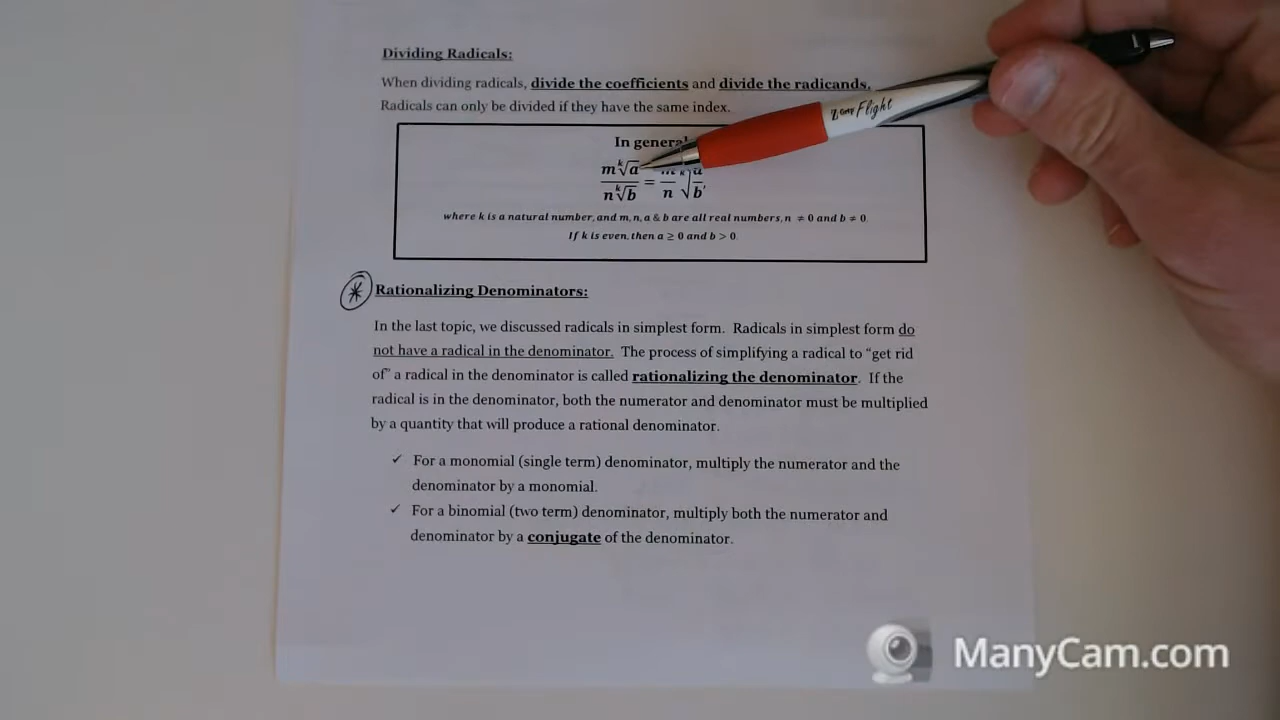 Dividing Radicals:
When dividing radicals, divide the coefficients and divide the radicands.
Radicals can only be divided if they have the same index.
In general
m ᵏ√a / n ᵏ√b = m/n ᵏ√a/b,
where k is a natural number, and m, n, a & b are all real numbers, n ≠ 0 and b ≠ 0.
If k is even, then a ≥ 0 and b > 0.
* Rationalizing Denominators:
In the last topic, we discussed radicals in simplest form. Radicals in simplest form do
not have a radical in the denominator. The process of simplifying a radical to "get rid
of" a radical in the denominator is called rationalizing the denominator. If the
radical is in the denominator, both the numerator and denominator must be multiplied
by a quantity that will produce a rational denominator.
✓ For a monomial (single term) denominator, multiply the numerator and the
denominator by a monomial.
✓ For a binomial (two term) denominator, multiply both the numerator and
denominator by a conjugate of the denominator.
Flight
ManyCam.com